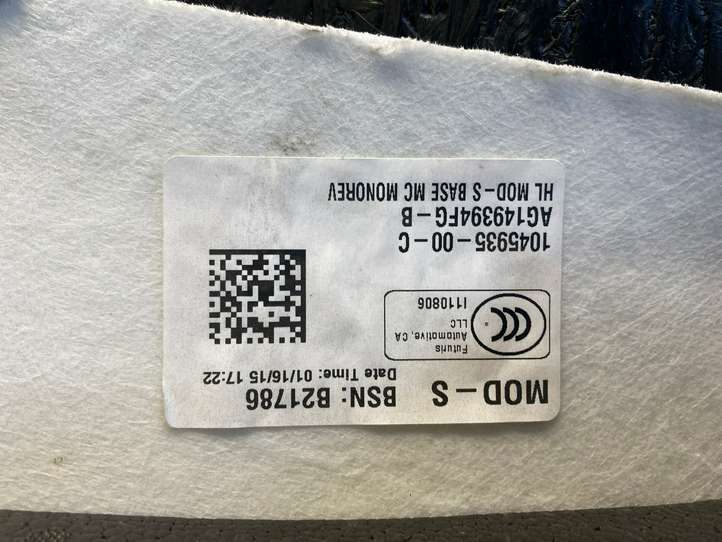 MOD-S
BSN: B21786
Date Time: 01/16/15 17:22
CCC
Futuris
Automotive, CA
LLC
I110806
1045935-00-C
AG149394FG-B
HL MOD-S BASE MC MONOREV